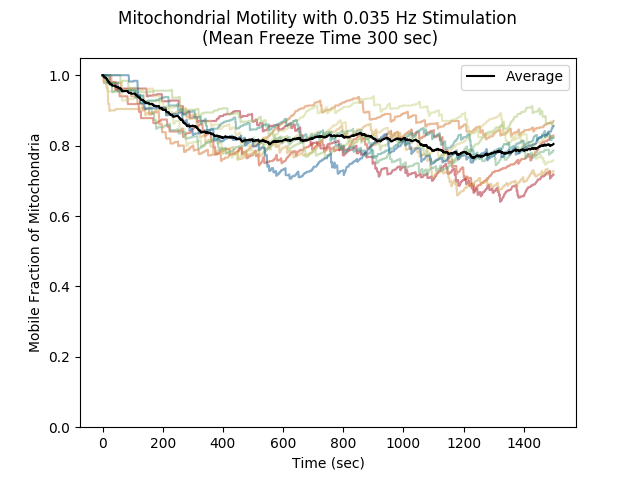 Mitochondrial Motility with 0.035 Hz Stimulation
(Mean Freeze Time 300 sec)
Average
Mobile Fraction of Mitochondria
1.0
0.8
0.6
0.4
0.2
0.0
0
200
400
600
800
1000
1200
1400
Time (sec)